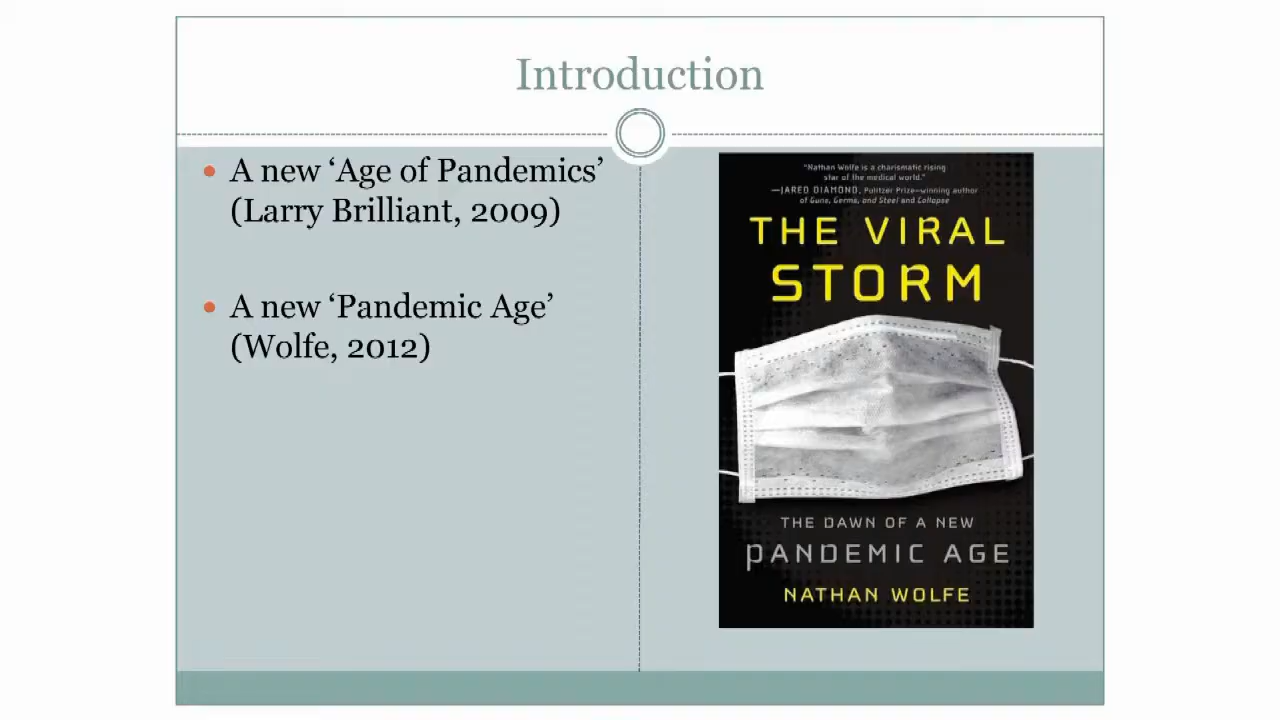 Introduction
A new ‘Age of Pandemics’
(Larry Brilliant, 2009)
A new ‘Pandemic Age’
(Wolfe, 2012)
"Nathan Wolfe is a charismatic rising
star of the medical world."
—JARED DIAMOND, Pulitzer Prize–winning author
of Guns, Germs, and Steel and Collapse
THE VIRAL
STORM
THE DAWN OF A NEW
PANDEMIC AGE
NATHAN WOLFE